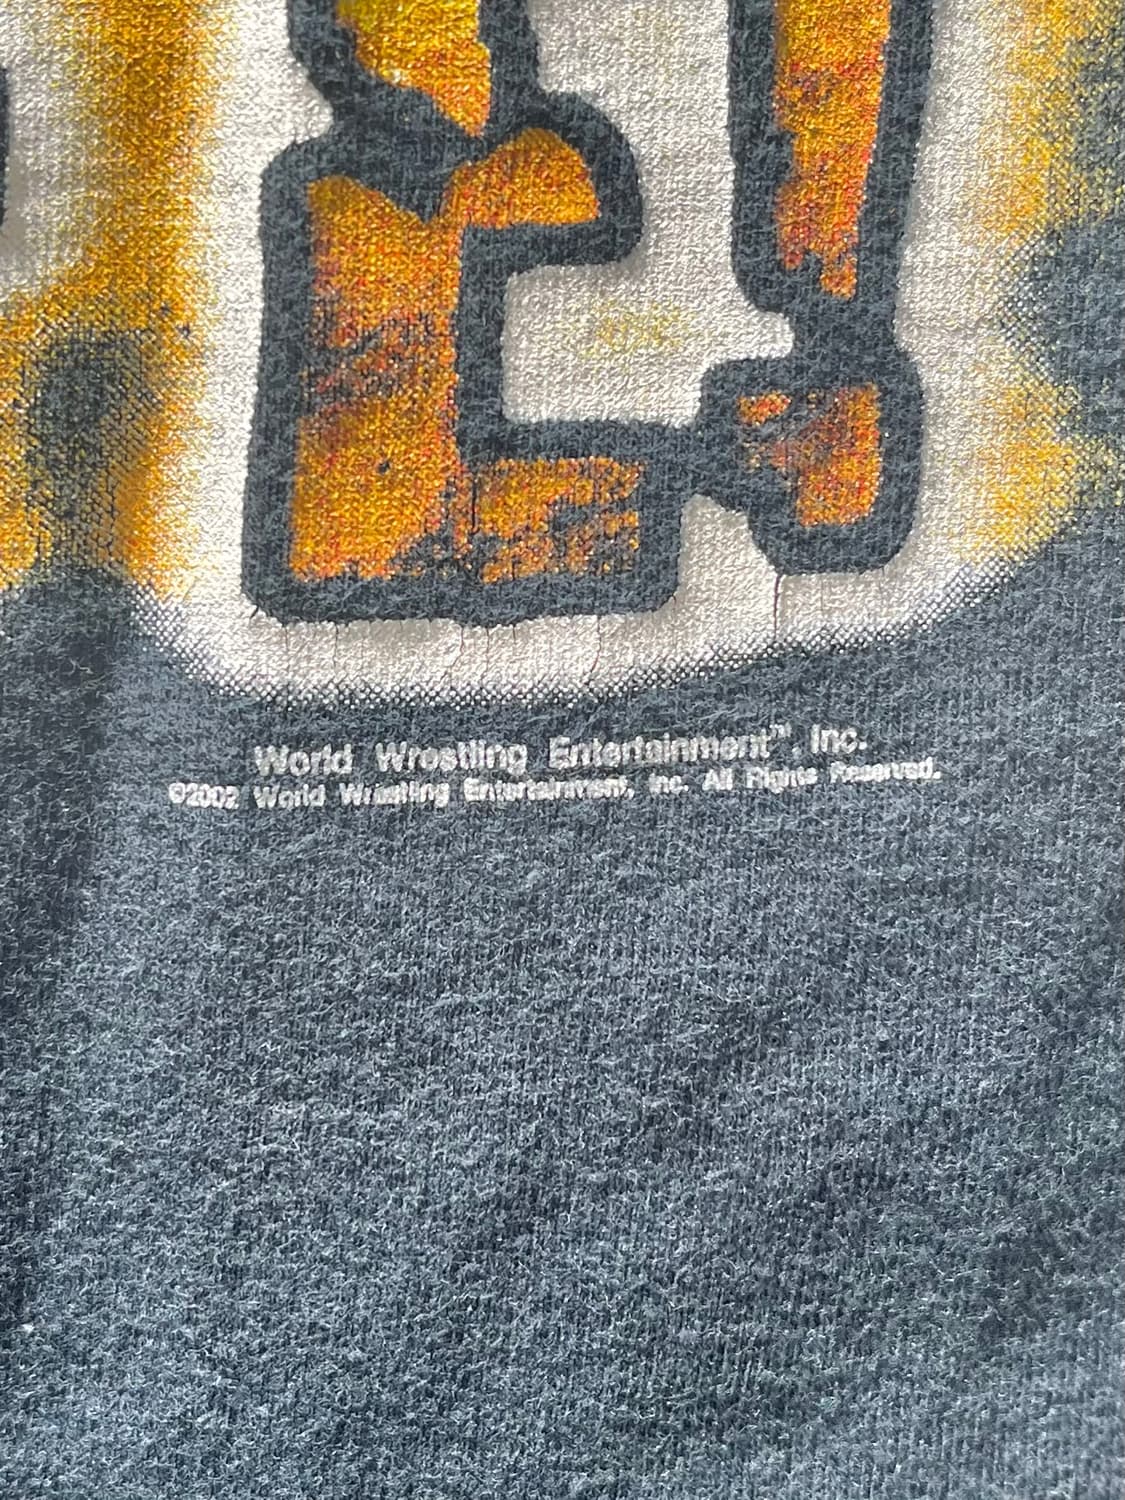 World Wrestling Entertainment™, Inc.
©2002 World Wrestling Entertainment, Inc. All Rights Reserved.